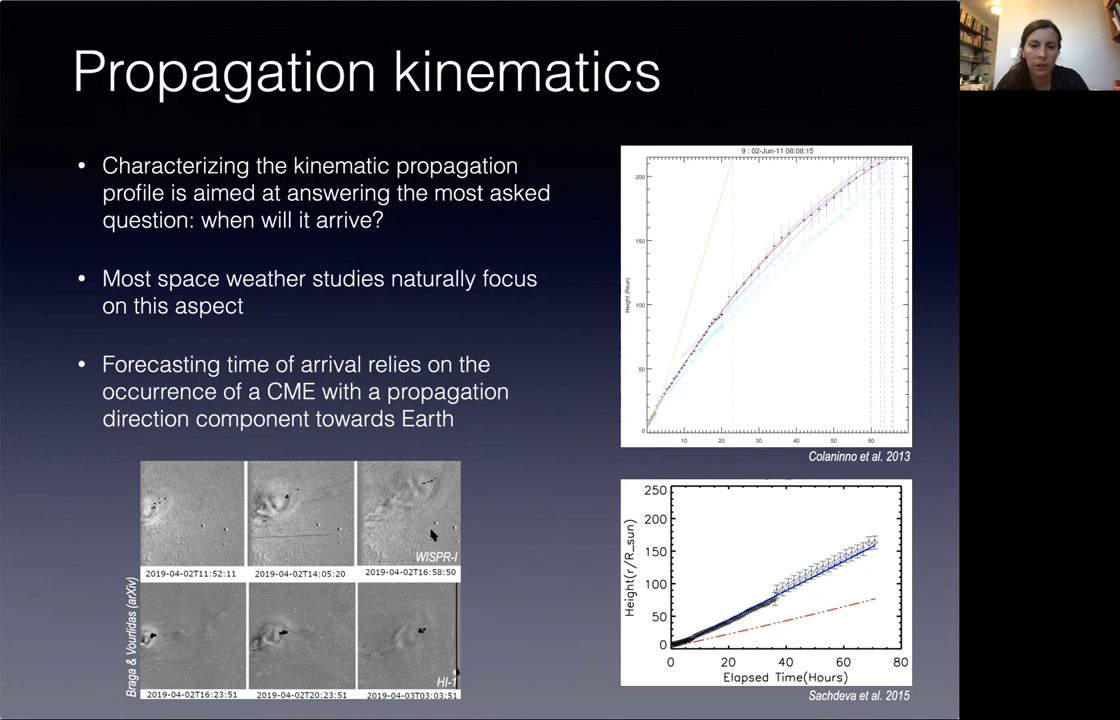 Propagation kinematics
• Characterizing the kinematic propagation
profile is aimed at answering the most asked
question: when will it arrive?
• Most space weather studies naturally focus
on this aspect
• Forecasting time of arrival relies on the
occurrence of a CME with a propagation
direction component towards Earth
WISPR-I
2019-04-02T11:52:11
2019-04-02T14:05:20
2019-04-02T16:58:50
HI-1
2019-04-02T16:23:51
2019-04-02T20:23:51
2019-04-03T03:03:51
Braga & Vourlidas (arXiv)
9 : 02-Jun-11 08:08:15
Height (Rsun)
200
150
100
50
0
10 20 30 40 50 60
Colaninno et al. 2013
Height(r/R_sun)
250
200
150
100
50
0
0 20 40 60 80
Elapsed Time(Hours)
Sachdeva et al. 2015